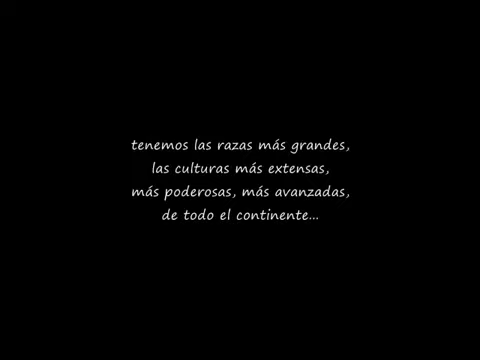 tenemos las razas más grandes,
las culturas más extensas,
más poderosas, más avanzadas,
de todo el continente...